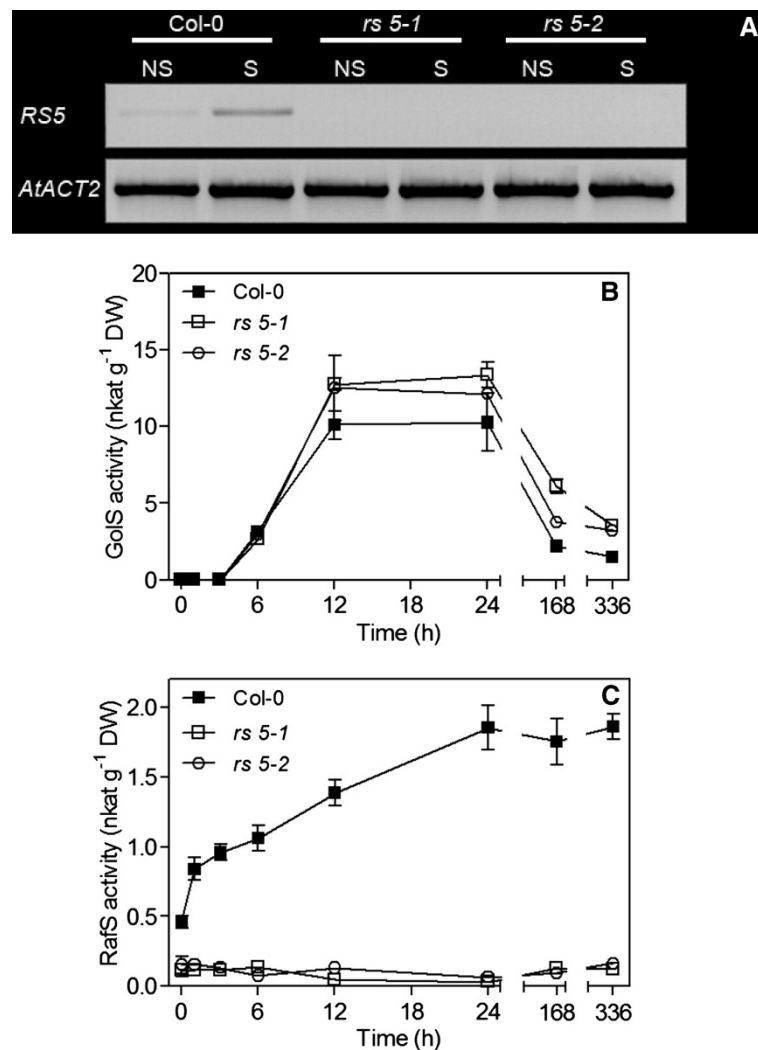 Col-0 rs 5-1 rs 5-2 A
NS S NS S NS S
RS5
AtACT2
B
20
15
10
5
0
GolS activity (nkat g⁻¹ DW)
Col-0
rs 5-1
rs 5-2
0 6 12 18 24 168 336
Time (h)
C
2.0
1.5
1.0
0.5
0.0
RafS activity (nkat g⁻¹ DW)
Col-0
rs 5-1
rs 5-2
0 6 12 18 24 168 336
Time (h)